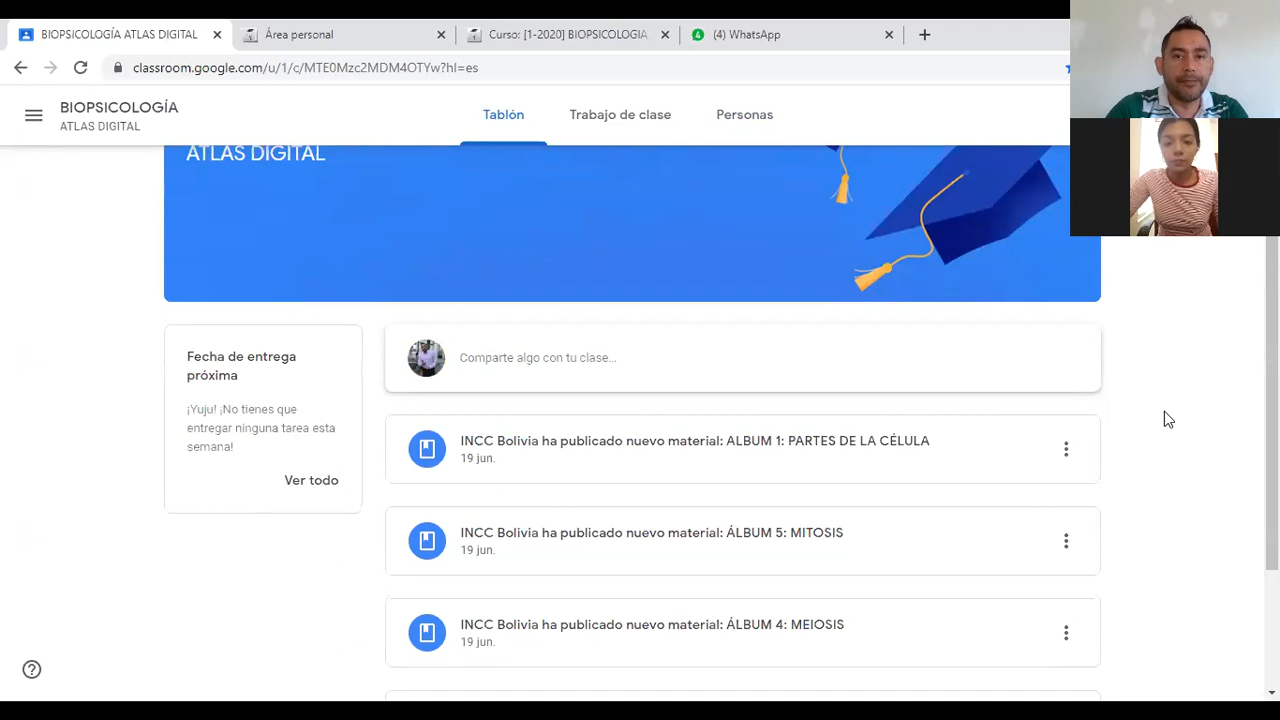 BIOPSICOLOGÍA ATLAS DIGITAL
Área personal
Curso: [1-2020] BIOPSICOLOGIA
(4) WhatsApp
classroom.google.com/u/1/c/MTE0Mzc2MDM4OTYw?hl=es
BIOPSICOLOGÍA
ATLAS DIGITAL
Tablón
Trabajo de clase
Personas
ATLAS DIGITAL
Fecha de entrega
próxima
¡Yuju! ¡No tienes que
entregar ninguna tarea esta
semana!
Ver todo
Comparte algo con tu clase...
INCC Bolivia ha publicado nuevo material: ALBUM 1: PARTES DE LA CÉLULA
19 jun.
INCC Bolivia ha publicado nuevo material: ÁLBUM 5: MITOSIS
19 jun.
INCC Bolivia ha publicado nuevo material: ÁLBUM 4: MEIOSIS
19 jun.